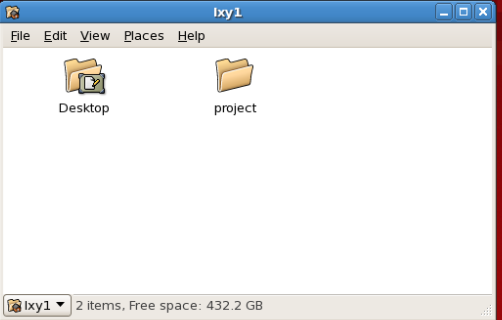 lxy1
File Edit View Places Help
Desktop project
lxy1 2 items, Free space: 432.2 GB